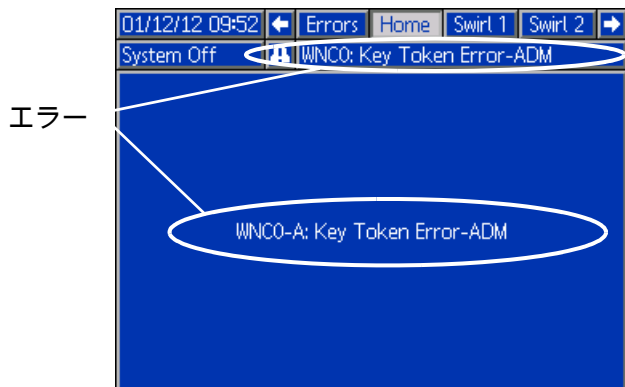 01/12/12 09:52 Errors Home Swirl 1 Swirl 2
System Off WNC0: Key Token Error-ADM
エラー
WNC0-A: Key Token Error-ADM